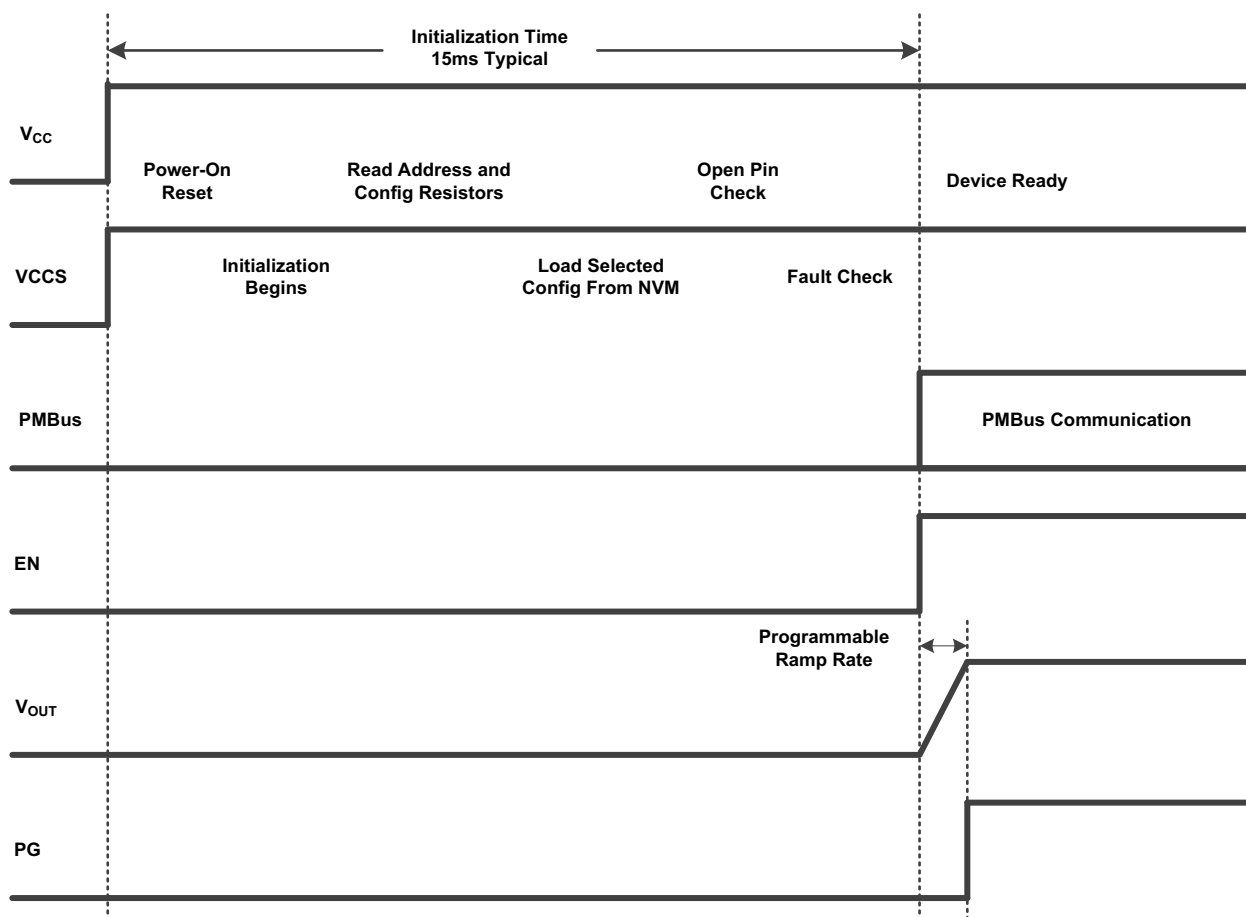 Initialization Time
15ms Typical
VCC
Power-On
Reset
Read Address and
Config Resistors
Open Pin
Check
Device Ready
VCCS
Initialization
Begins
Load Selected
Config From NVM
Fault Check
PMBus
PMBus Communication
EN
Programmable
Ramp Rate
VOUT
PG